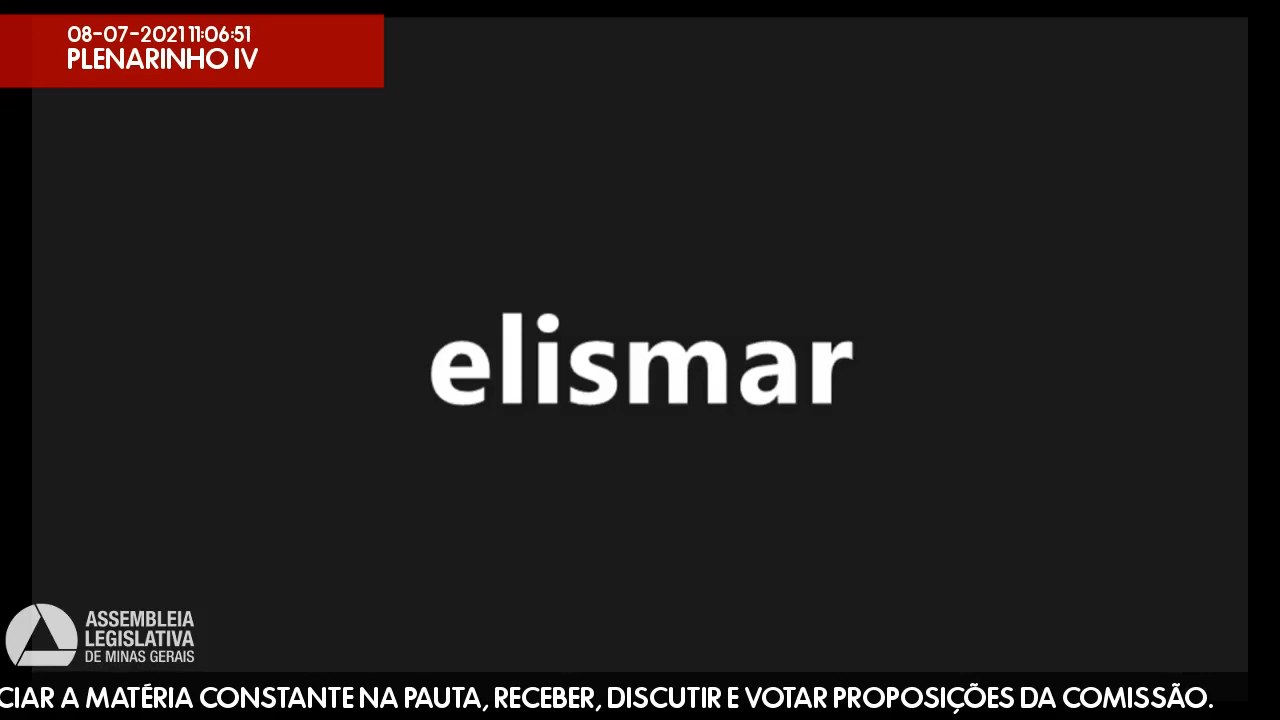 08-07-2021 11:06:51
PLENARINHO IV
elismar
ASSEMBLEIA
LEGISLATIVA
DE MINAS GERAIS
CIAR A MATÉRIA CONSTANTE NA PAUTA, RECEBER, DISCUTIR E VOTAR PROPOSIÇÕES DA COMISSÃO.